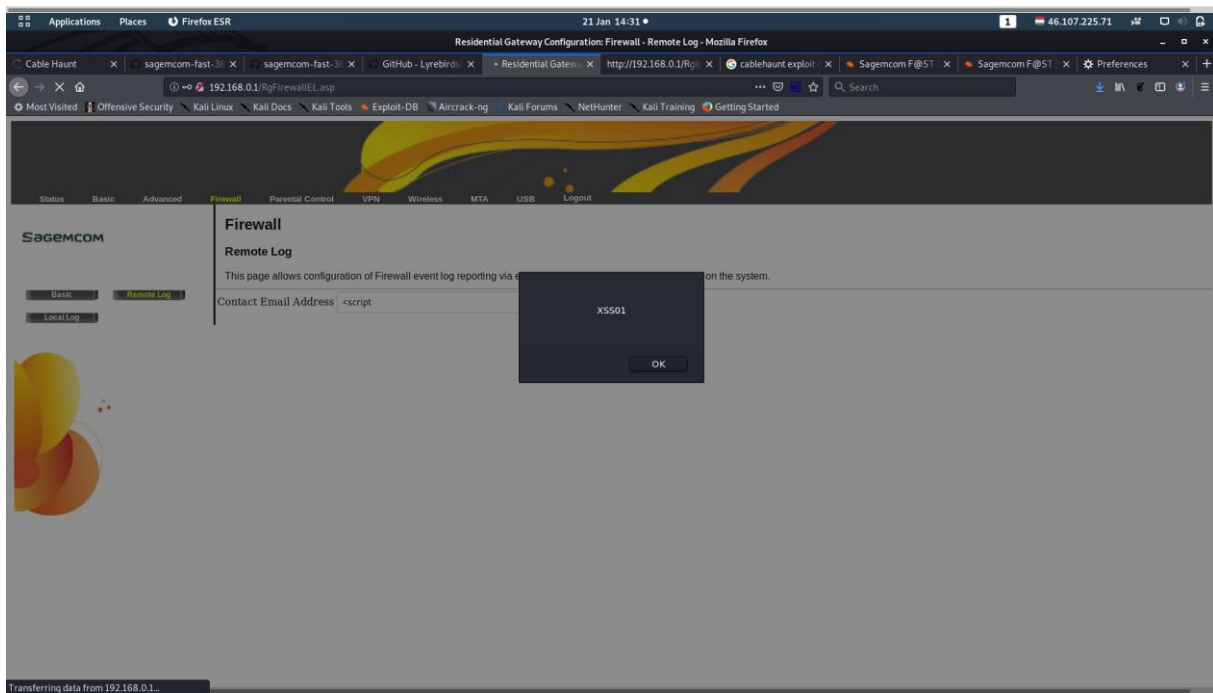 Applications Places Firefox ESR 21 Jan 14:31 1 46.107.225.71
Residential Gateway Configuration: Firewall - Remote Log - Mozilla Firefox
Cable Haunt sagemcom-fast-38 sagemcom-fast-38 GitHub - Lyrebirds Residential Gatew http://192.168.0.1/Rg cablehaunt exploit Sagemcom F@ST Sagemcom F@ST Preferences
192.168.0.1/RgFirewallEL.asp Search
Most Visited Offensive Security Kali Linux Kali Docs Kali Tools Exploit-DB Aircrack-ng Kali Forums NetHunter Kali Training Getting Started
Status Basic Advanced Firewall Parental Control VPN Wireless MTA USB Logout
Sagemcom
Basic Remote Log
Local Log
Firewall
Remote Log
This page allows configuration of Firewall event log reporting via e on the system.
Contact Email Address <script
XSS01
OK
Transferring data from 192.168.0.1...